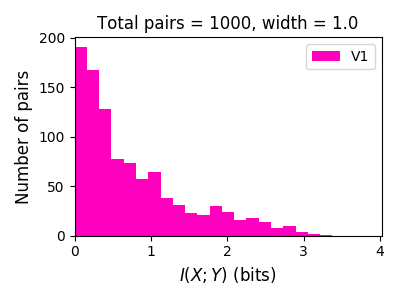 Total pairs = 1000, width = 1.0
V1
Number of pairs
200
150
100
50
0
0 1 2 3 4
I(X; Y) (bits)